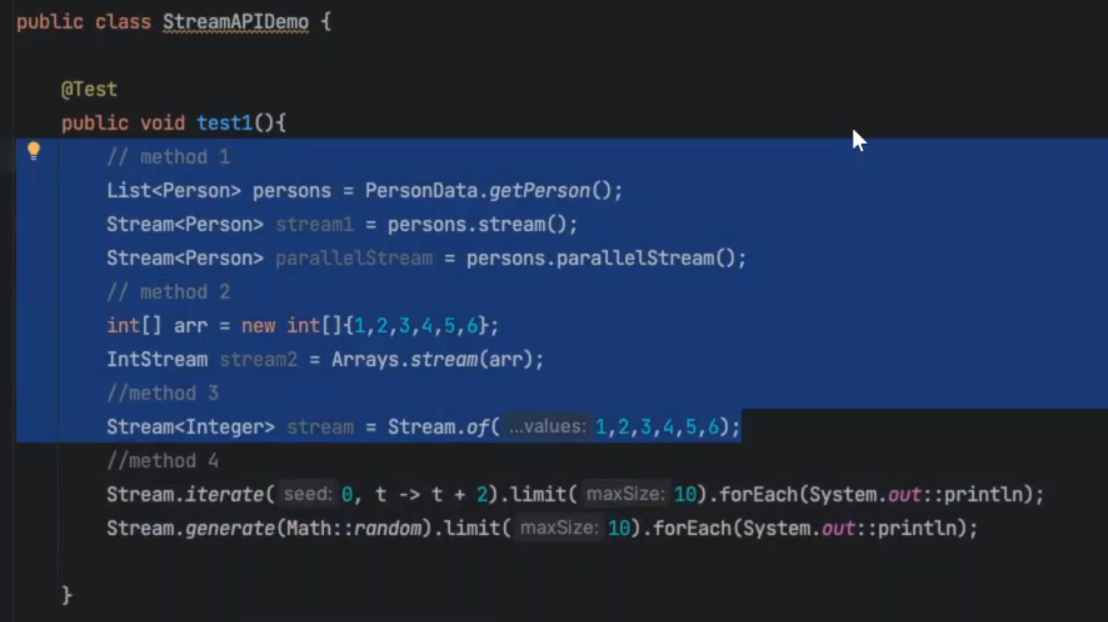 public class StreamAPIDemo {
@Test
public void test1(){
// method 1
List<Person> persons = PersonData.getPerson();
Stream<Person> stream1 = persons.stream();
Stream<Person> parallelStream = persons.parallelStream();
// method 2
int[] arr = new int[]{1,2,3,4,5,6};
IntStream stream2 = Arrays.stream(arr);
//method 3
Stream<Integer> stream = Stream.of( ...values: 1,2,3,4,5,6);
//method 4
Stream.iterate( seed: 0, t -> t + 2).limit( maxSize: 10).forEach(System.out::println);
Stream.generate(Math::random).limit( maxSize: 10).forEach(System.out::println);
}